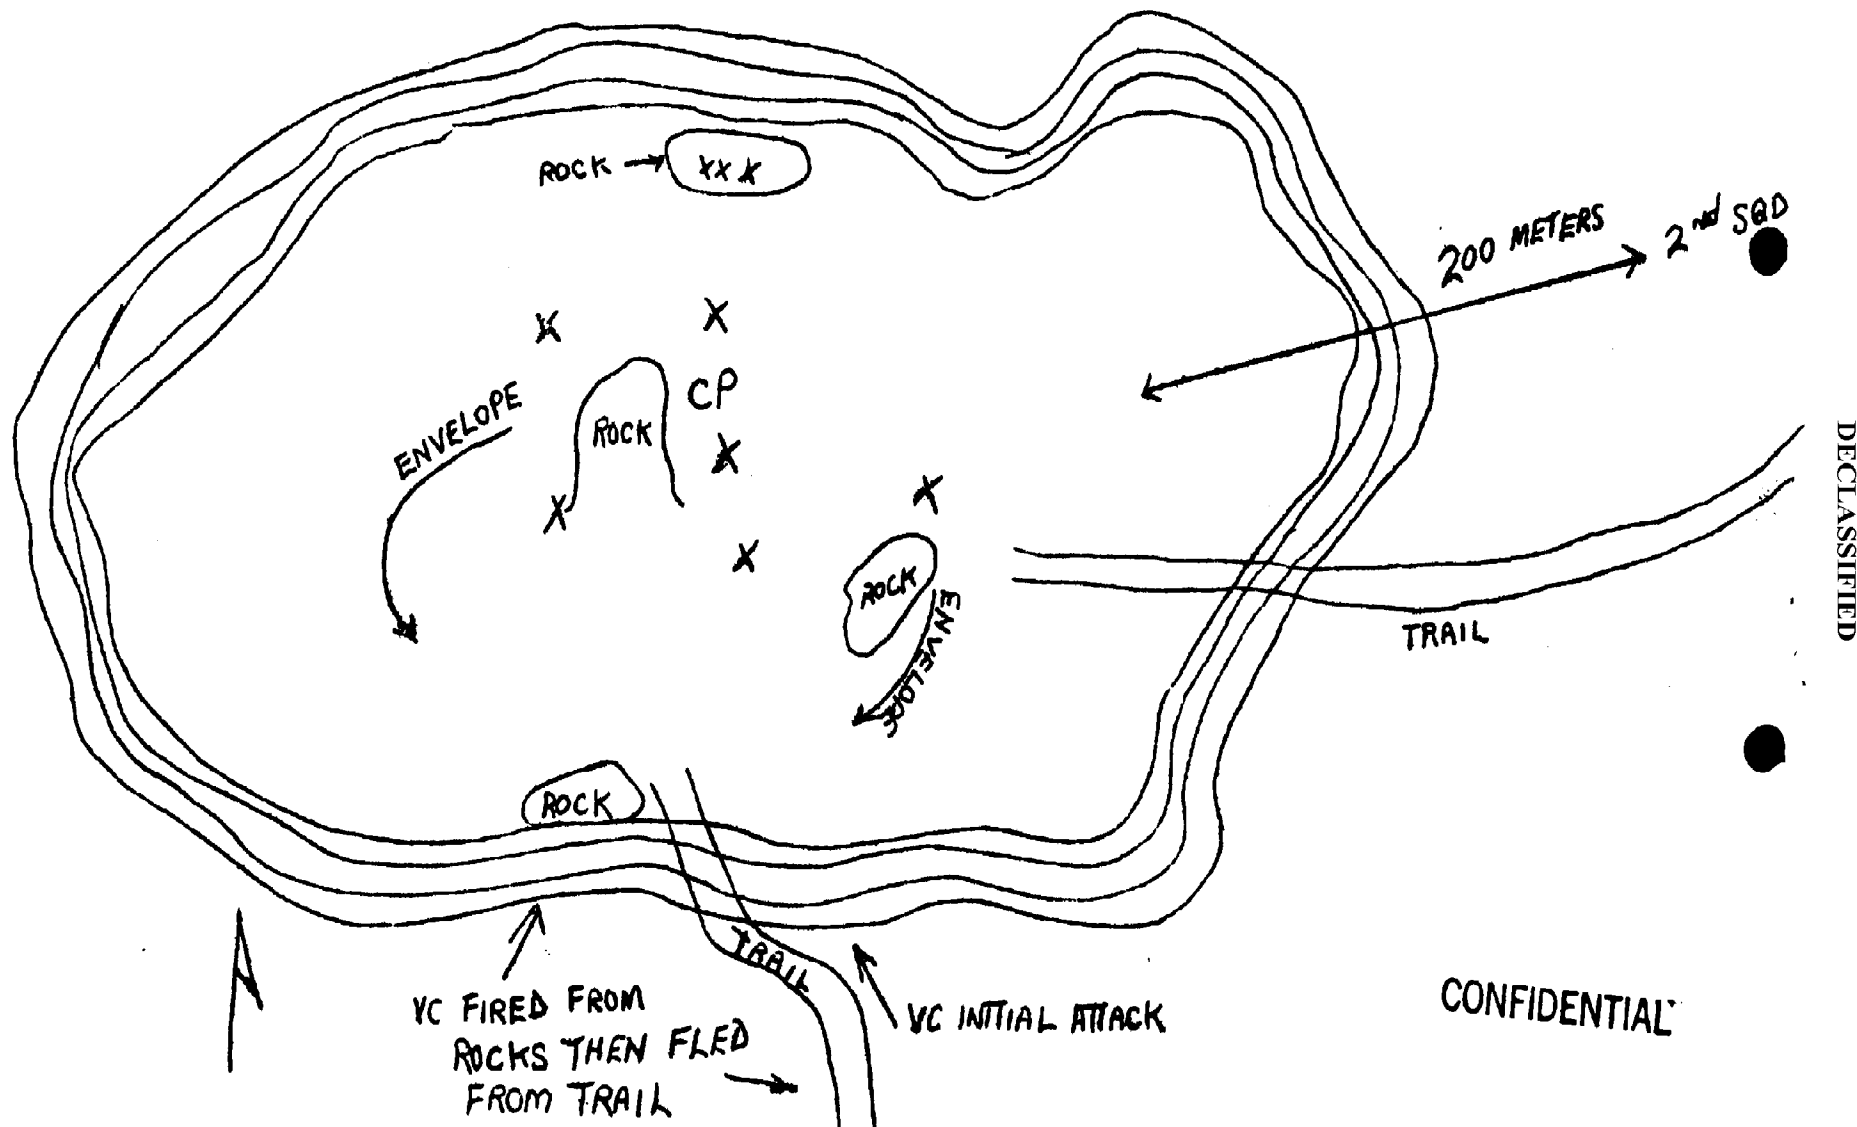 ROCK
XXX
2nd SQD
200 METERS
X
X
CP
ENVELOPE
ROCK
X
X
X
X
ROCK
ENVELOPE
TRAIL
DECLASSIFIED
ROCK
TRAIL
VC FIRED FROM
ROCKS THEN FLED
FROM TRAIL
VC INITIAL ATTACK
CONFIDENTIAL